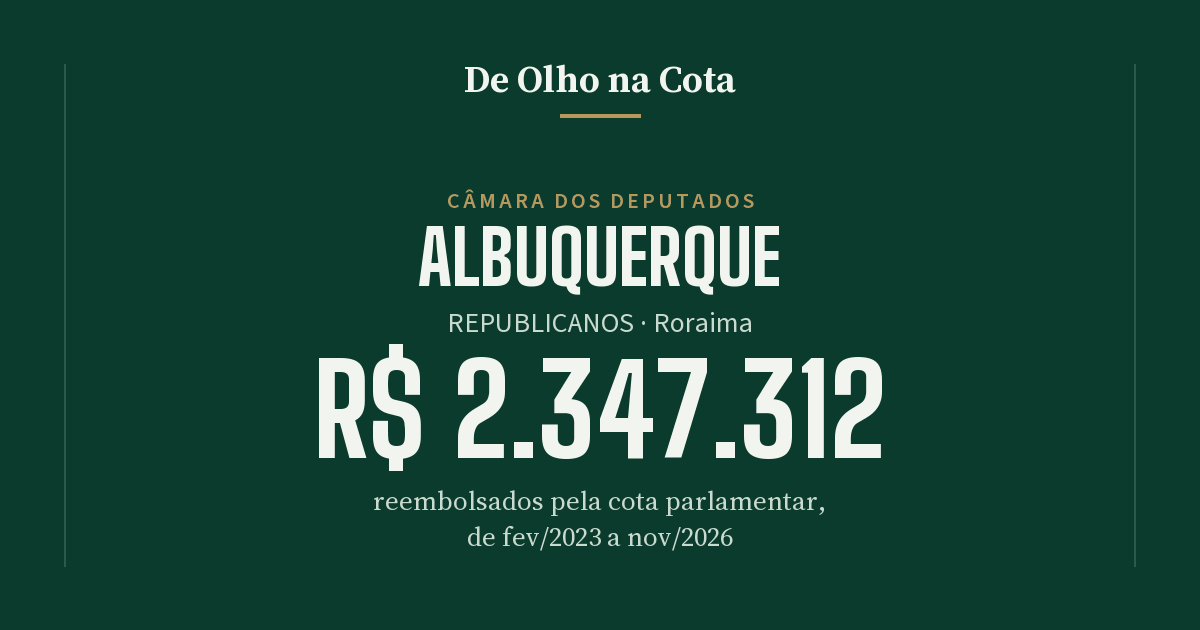 De Olho na Cota
CÂMARA DOS DEPUTADOS
ALBUQUERQUE
REPUBLICANOS · Roraima
R$ 2.347.312
reembolsados pela cota parlamentar,
de fev/2023 a nov/2026